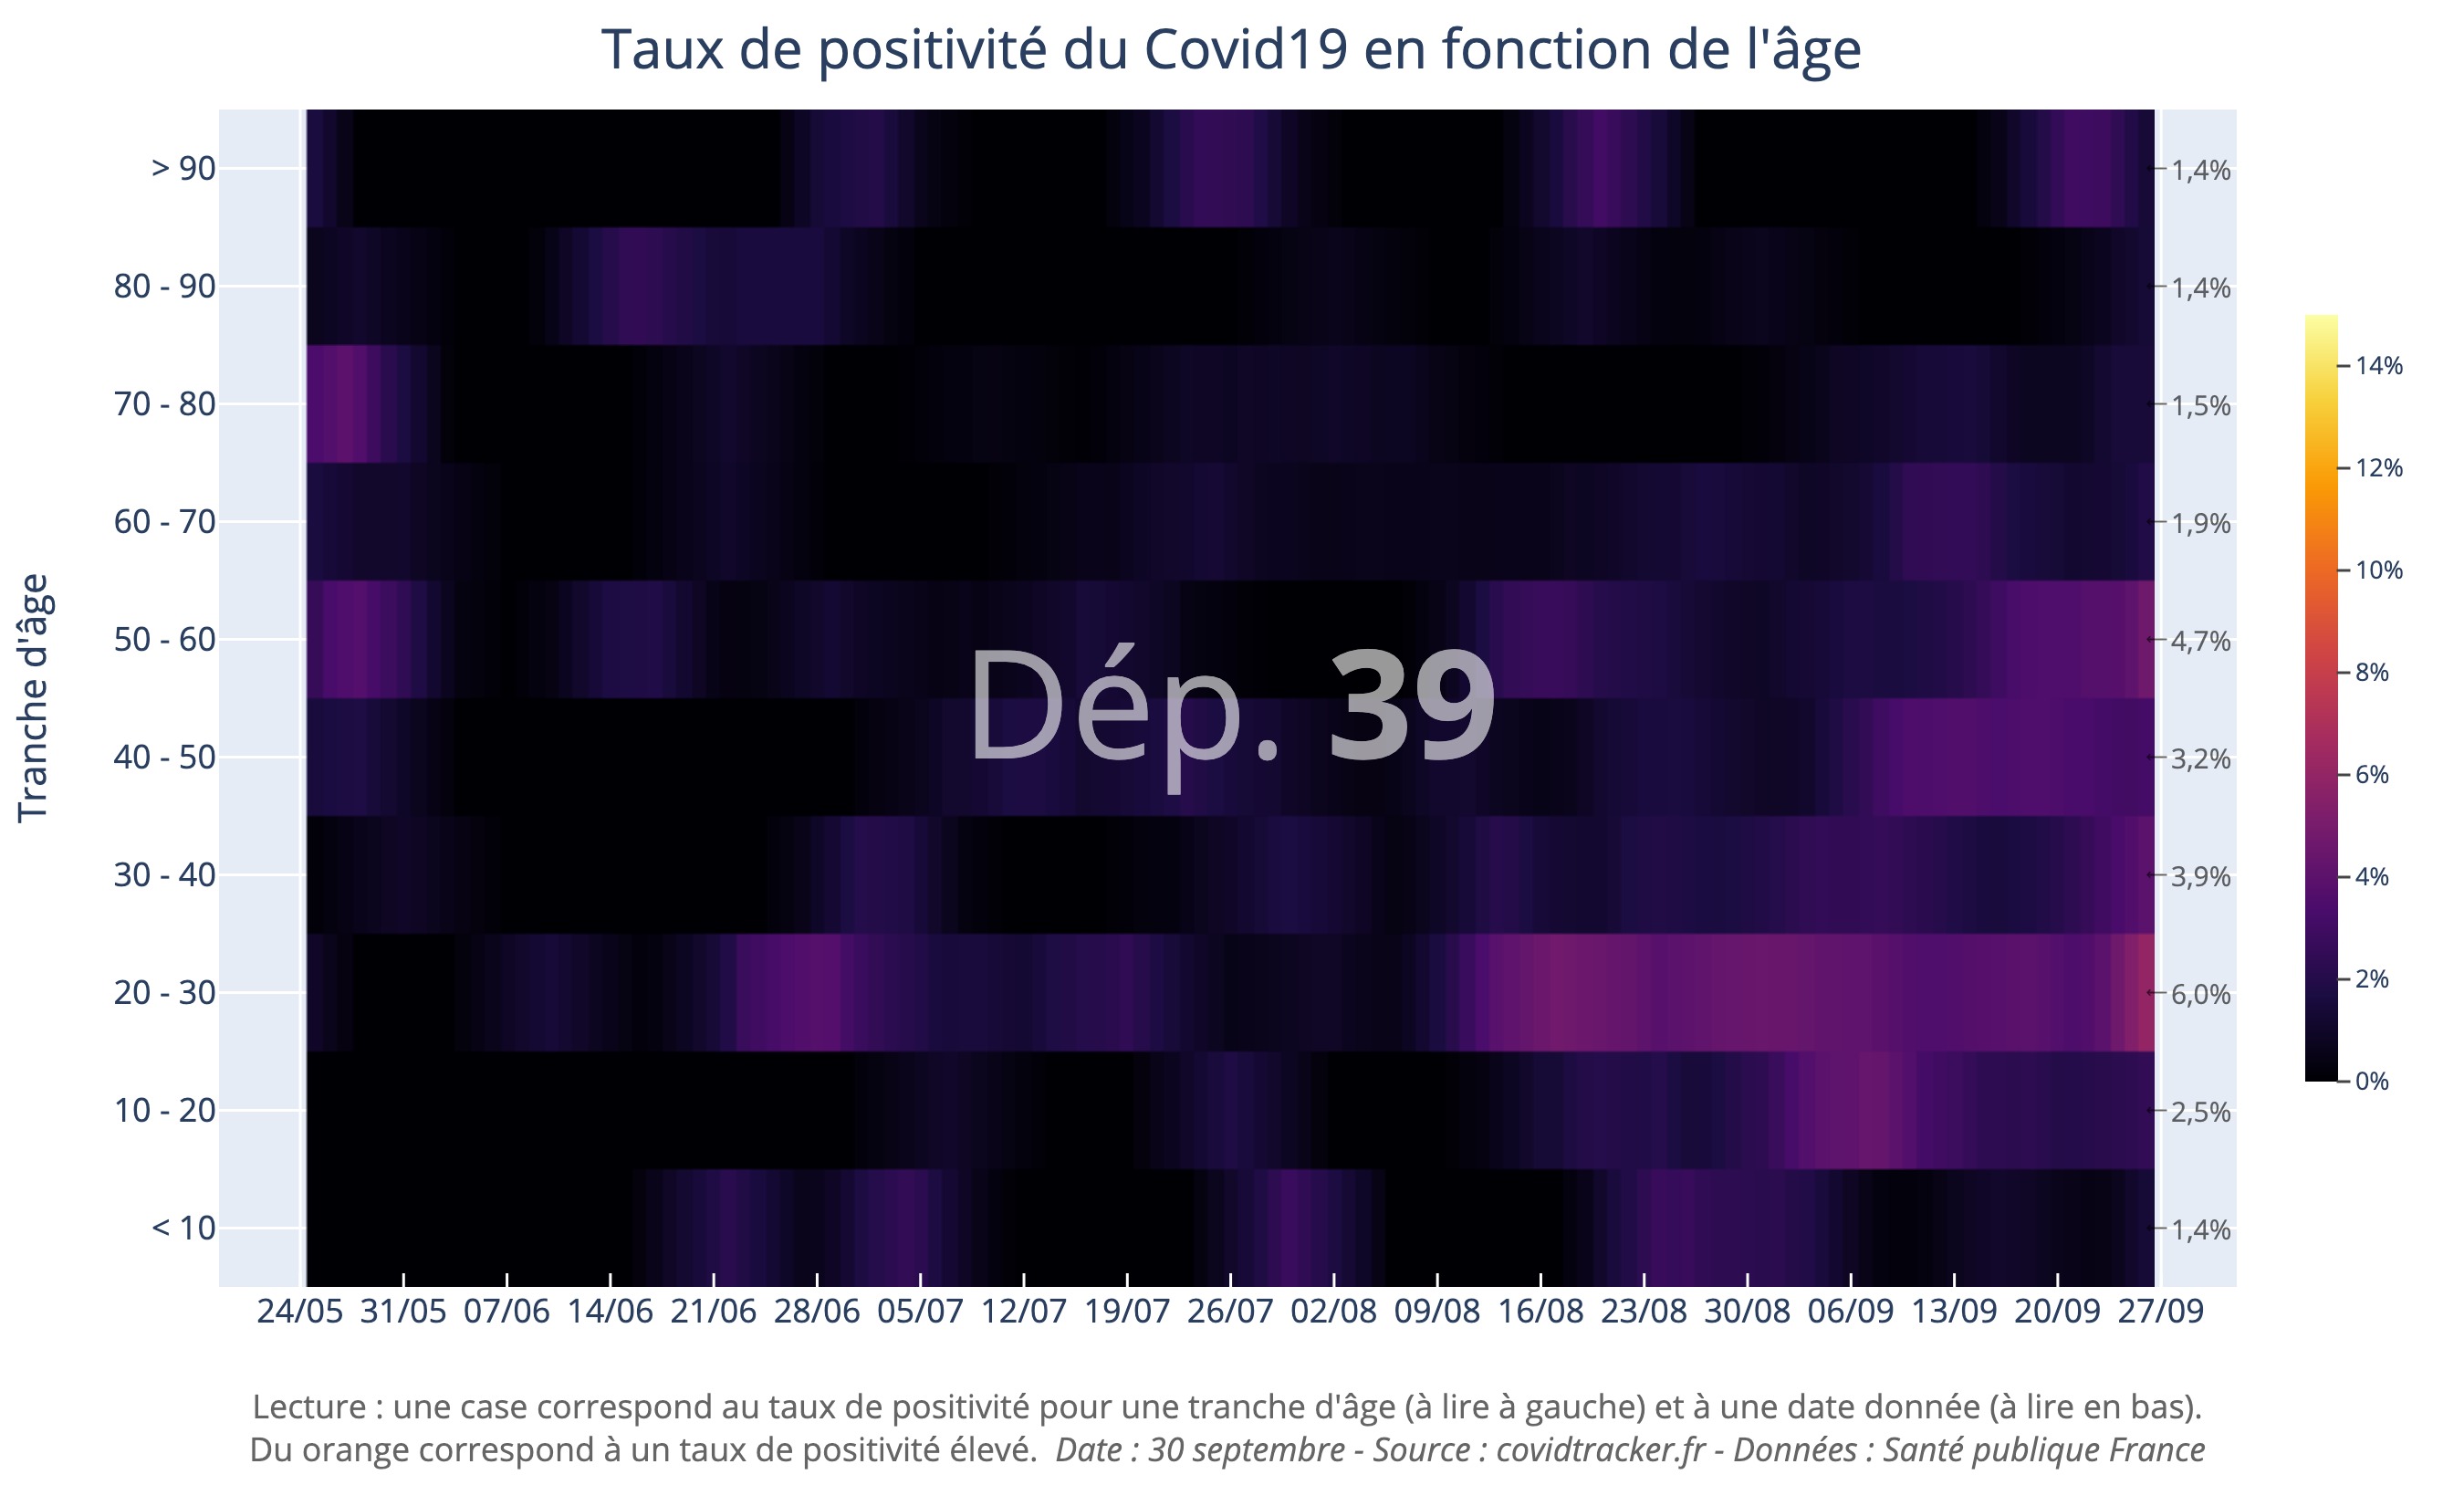 Taux de positivité du Covid19 en fonction de l'âge
Tranche d'âge
> 90
80 - 90
70 - 80
60 - 70
50 - 60
40 - 50
30 - 40
20 - 30
10 - 20
< 10
Dép. 39
1,4%
1,4%
1,5%
1,9%
4,7%
3,2%
3,9%
6,0%
2,5%
1,4%
14%
12%
10%
8%
6%
4%
2%
0%
24/05 31/05 07/06 14/06 21/06 28/06 05/07 12/07 19/07 26/07 02/08 09/08 16/08 23/08 30/08 06/09 13/09 20/09 27/09
Lecture : une case correspond au taux de positivité pour une tranche d'âge (à lire à gauche) et à une date donnée (à lire en bas).
Du orange correspond à un taux de positivité élevé. Date : 30 septembre - Source : covidtracker.fr - Données : Santé publique France